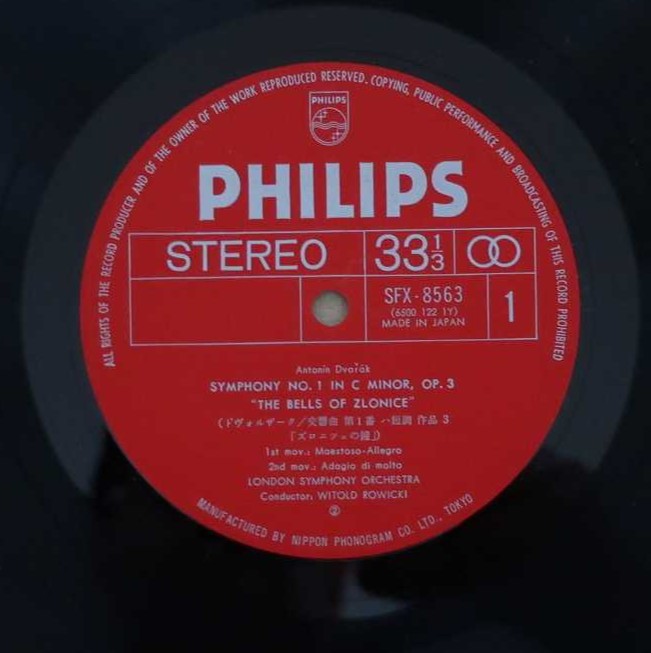 ALL RIGHTS OF THE RECORD PRODUCER AND OF THE OWNER OF THE WORK REPRODUCED RESERVED. COPYING, PUBLIC PERFORMANCE AND BROADCASTING OF THIS RECORD PROHIBITED
PHILIPS
PHILIPS
STEREO 33 1/3
SFX-8563
(6500 122 1Y)
MADE IN JAPAN
1
Antonín Dvořák
SYMPHONY NO. 1 IN C MINOR, OP. 3
"THE BELLS OF ZLONICE"
(ドヴォルザーク/交響曲 第1番 ハ短調 作品 3
「ズロニツェの鐘」)
1st mov.: Maestoso-Allegro
2nd mov.: Adagio di molto
LONDON SYMPHONY ORCHESTRA
Conductor: WITOLD ROWICKI
②
MANUFACTURED BY NIPPON PHONOGRAM CO. LTD., TOKYO